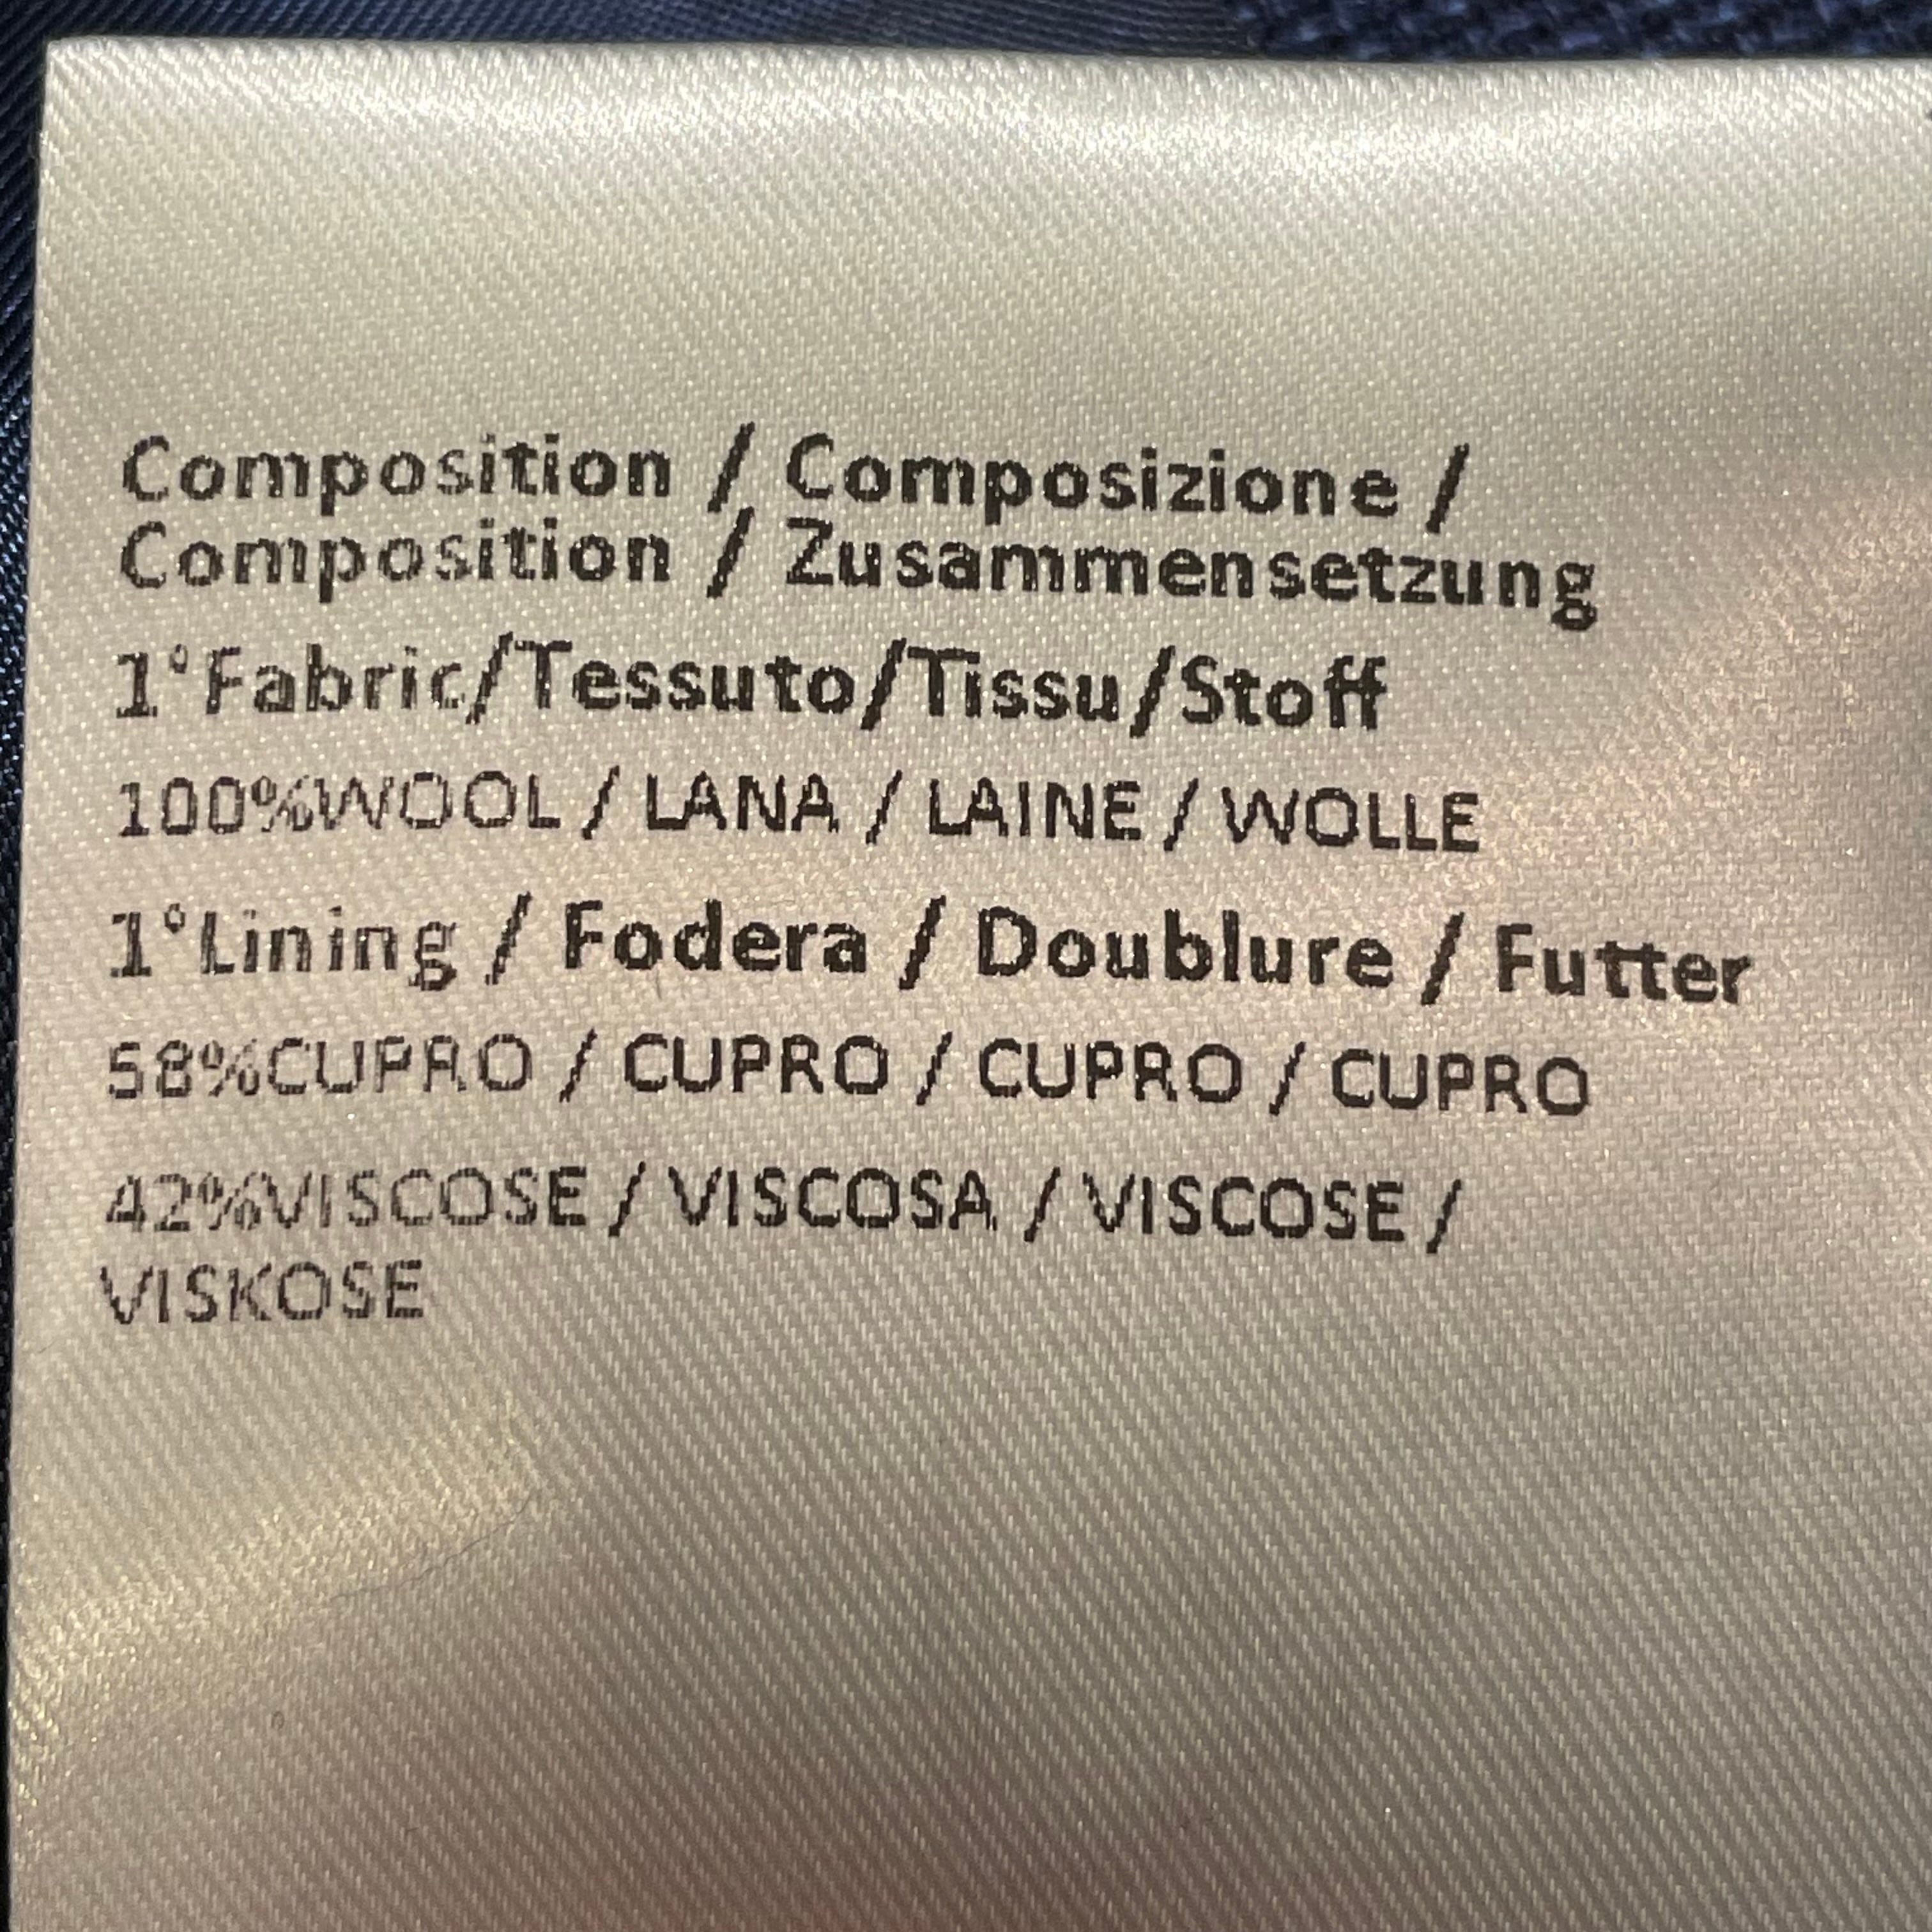 Composition / Composizione /
Composition / Zusammensetzung
1°Fabric/Tessuto/Tissu/Stoff
100%WOOL / LANA / LAINE / WOLLE
1°Lining / Fodera / Doublure / Futter
58%CUPRO / CUPRO / CUPRO / CUPRO
42%VISCOSE / VISCOSA / VISCOSE /
VISKOSE